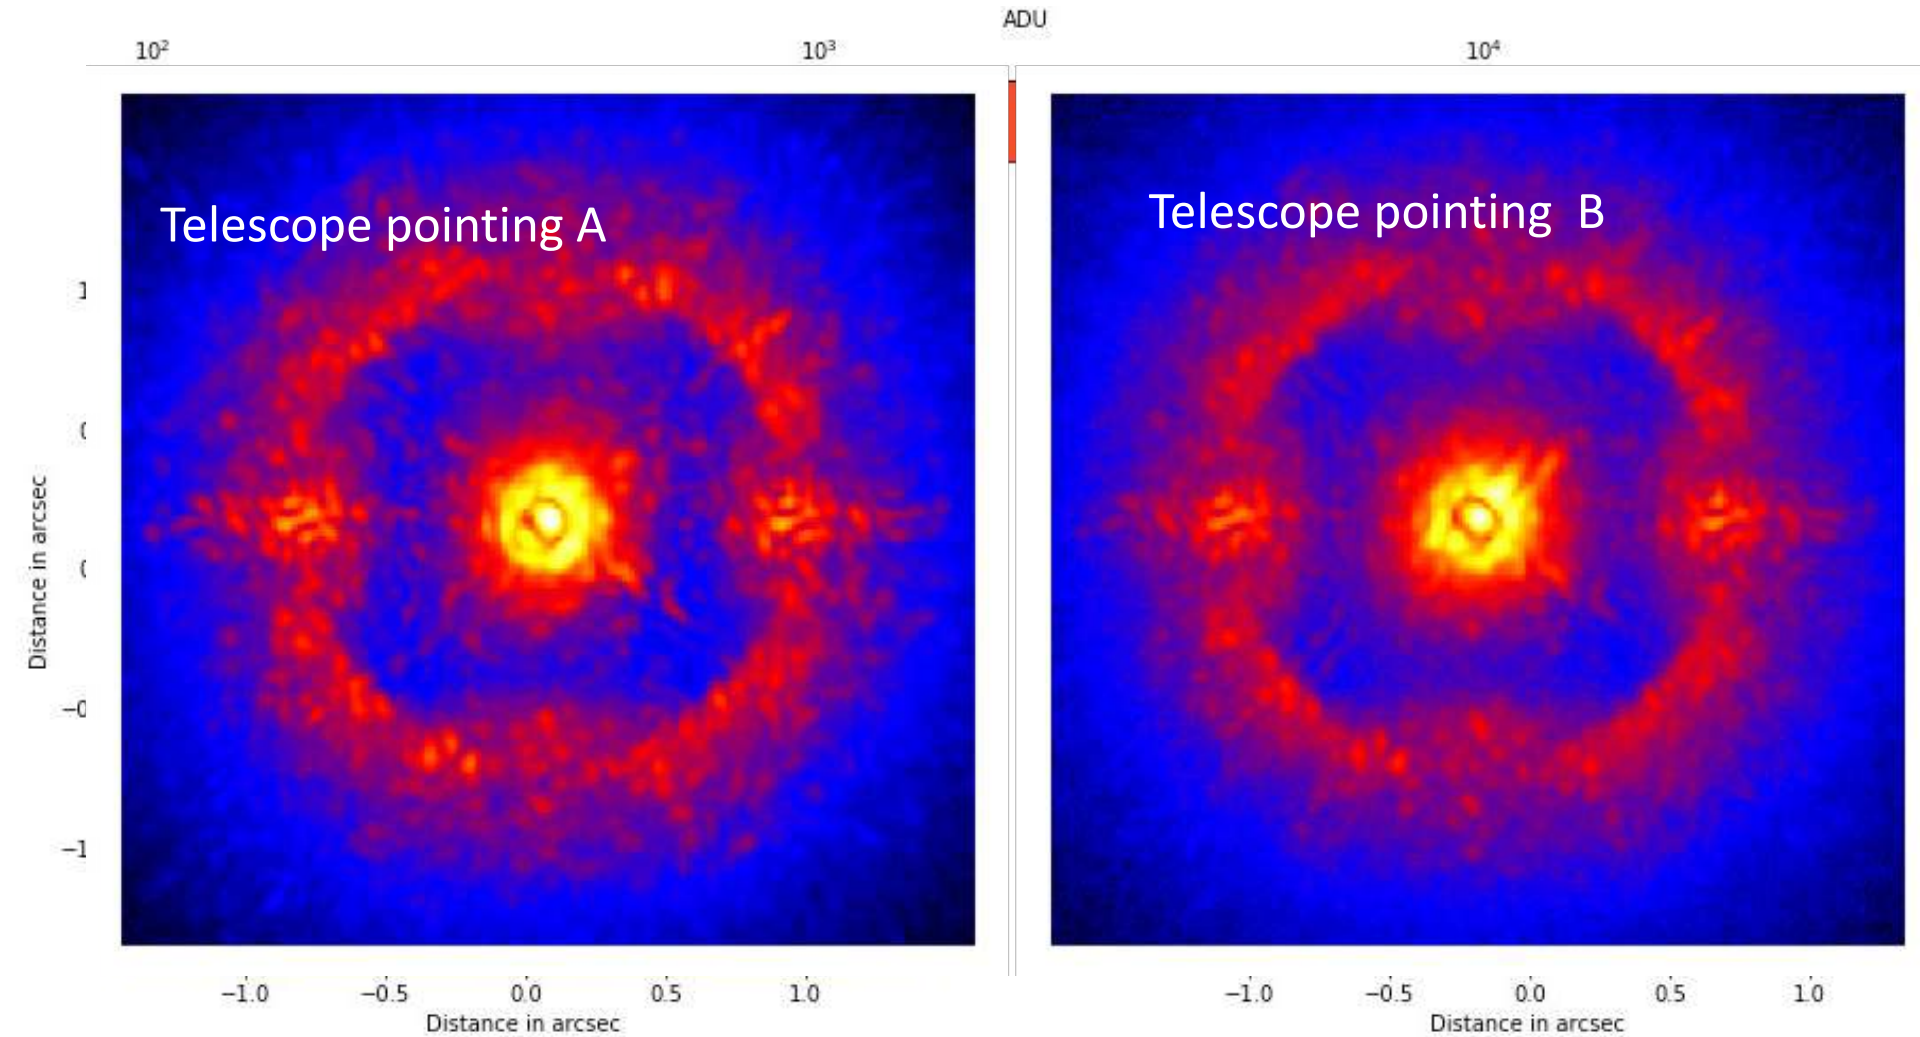 ADU
10² 10³ 10⁴
Telescope pointing A
Telescope pointing B
Distance in arcsec
−1
−1.0 −0.5 0.0 0.5 1.0
−1.0 −0.5 0.0 0.5 1.0
Distance in arcsec
Distance in arcsec